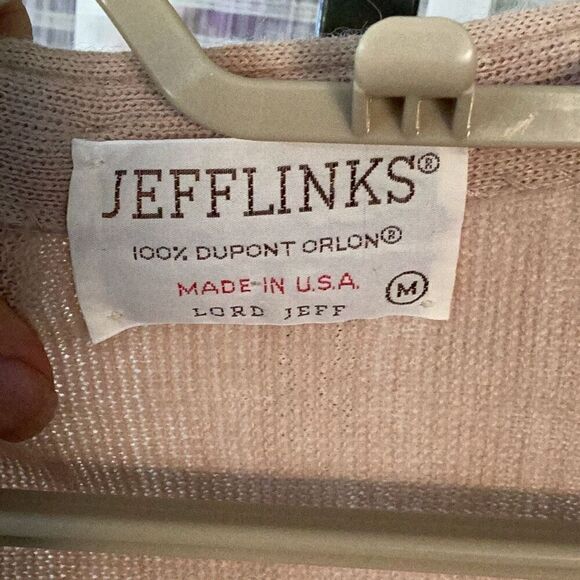 JEFFLINKS®
100% DUPONT ORLON®
MADE-IN U.S.A. M
LORD JEFF